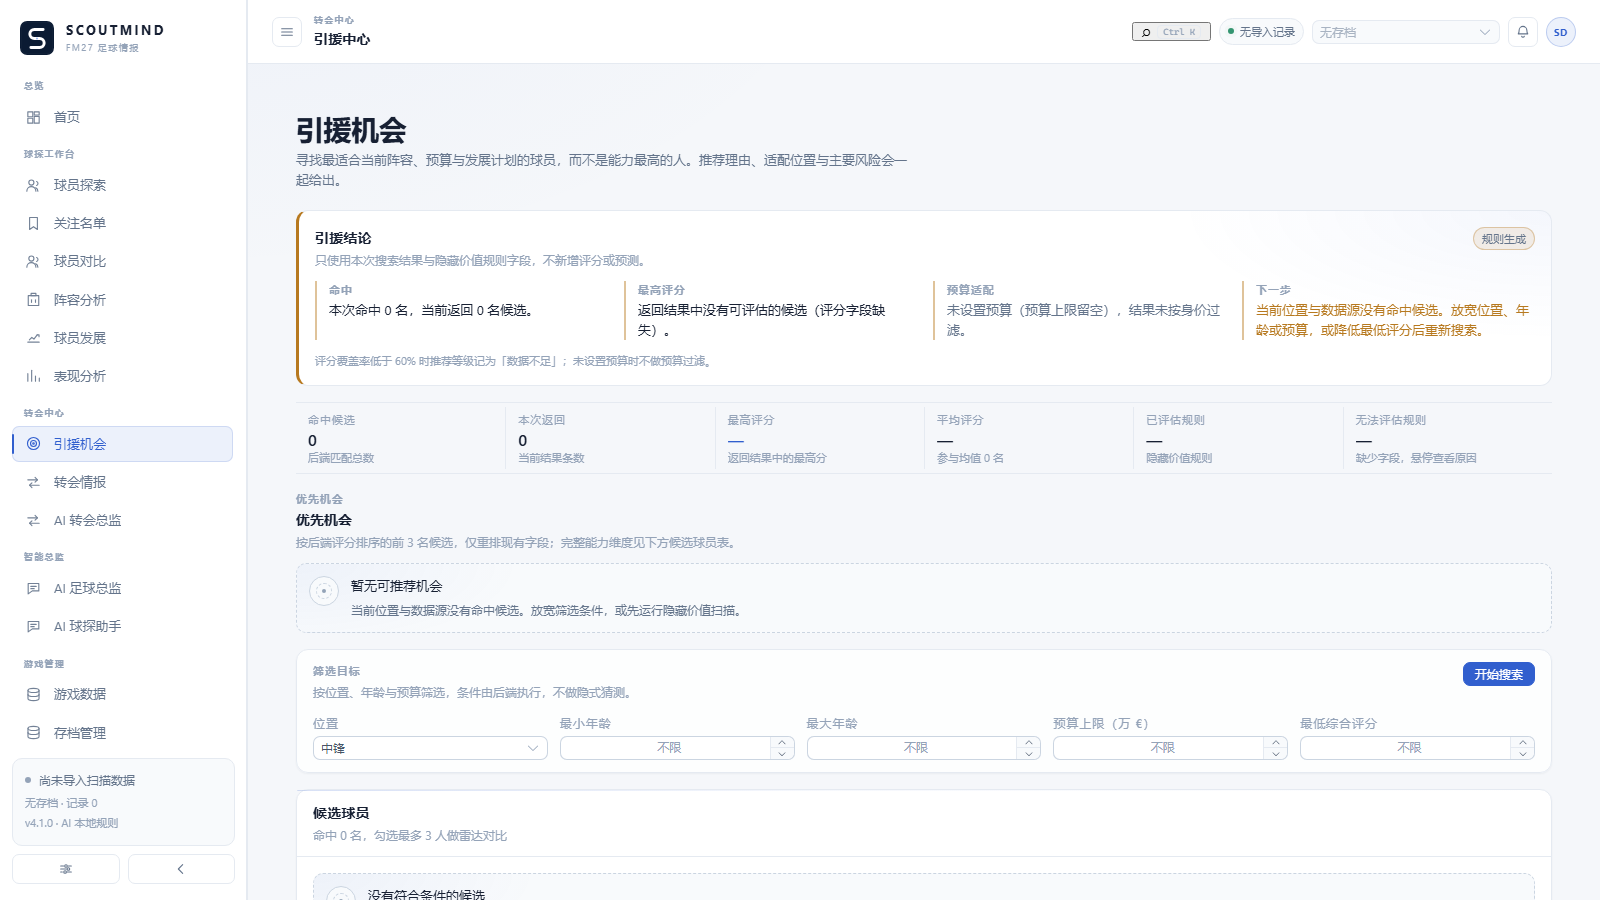 SCOUTMIND
FM27 足球情报
总览
首页
球探工作台
球员探索
关注名单
球员对比
阵容分析
球员发展
表现分析
转会中心
引援机会
转会情报
AI 转会总监
智能总监
AI 足球总监
AI 球探助手
游戏管理
游戏数据
存档管理
尚未导入扫描数据
无存档 · 记录 0
v4.1.0 · AI 本地规则
转会中心
引援中心
Ctrl K
无导入记录
无存档
SD
引援机会
寻找最适合当前阵容、预算与发展计划的球员，而不是能力最高的人。推荐理由、适配位置与主要风险会一
起给出。
引援结论
规则生成
只使用本次搜索结果与隐藏价值规则字段，不新增评分或预测。
命中
本次命中 0 名，当前返回 0 名候选。
最高评分
返回结果中没有可评估的候选（评分字段缺
失）。
预算适配
未设置预算（预算上限留空），结果未按身价过
滤。
下一步
当前位置与数据源没有命中候选。放宽位置、年
龄或预算，或降低最低评分后重新搜索。
评分覆盖率低于 60% 时推荐等级记为「数据不足」；未设置预算时不做预算过滤。
命中候选
0
后端匹配总数
本次返回
0
当前结果条数
最高评分
—
返回结果中的最高分
平均评分
—
参与均值 0 名
已评估规则
—
隐藏价值规则
无法评估规则
—
缺少字段，悬停查看原因
优先机会
优先机会
按后端评分排序的前 3 名候选，仅重排现有字段；完整能力维度见下方候选球员表。
暂无可推荐机会
当前位置与数据源没有命中候选。放宽筛选条件，或先运行隐藏价值扫描。
筛选目标
按位置、年龄与预算筛选，条件由后端执行，不做隐式猜测。
开始搜索
位置
中锋
最小年龄
不限
最大年龄
不限
预算上限（万 €）
不限
最低综合评分
不限
候选球员
命中 0 名，勾选最多 3 人做雷达对比
没有符合条件的候选